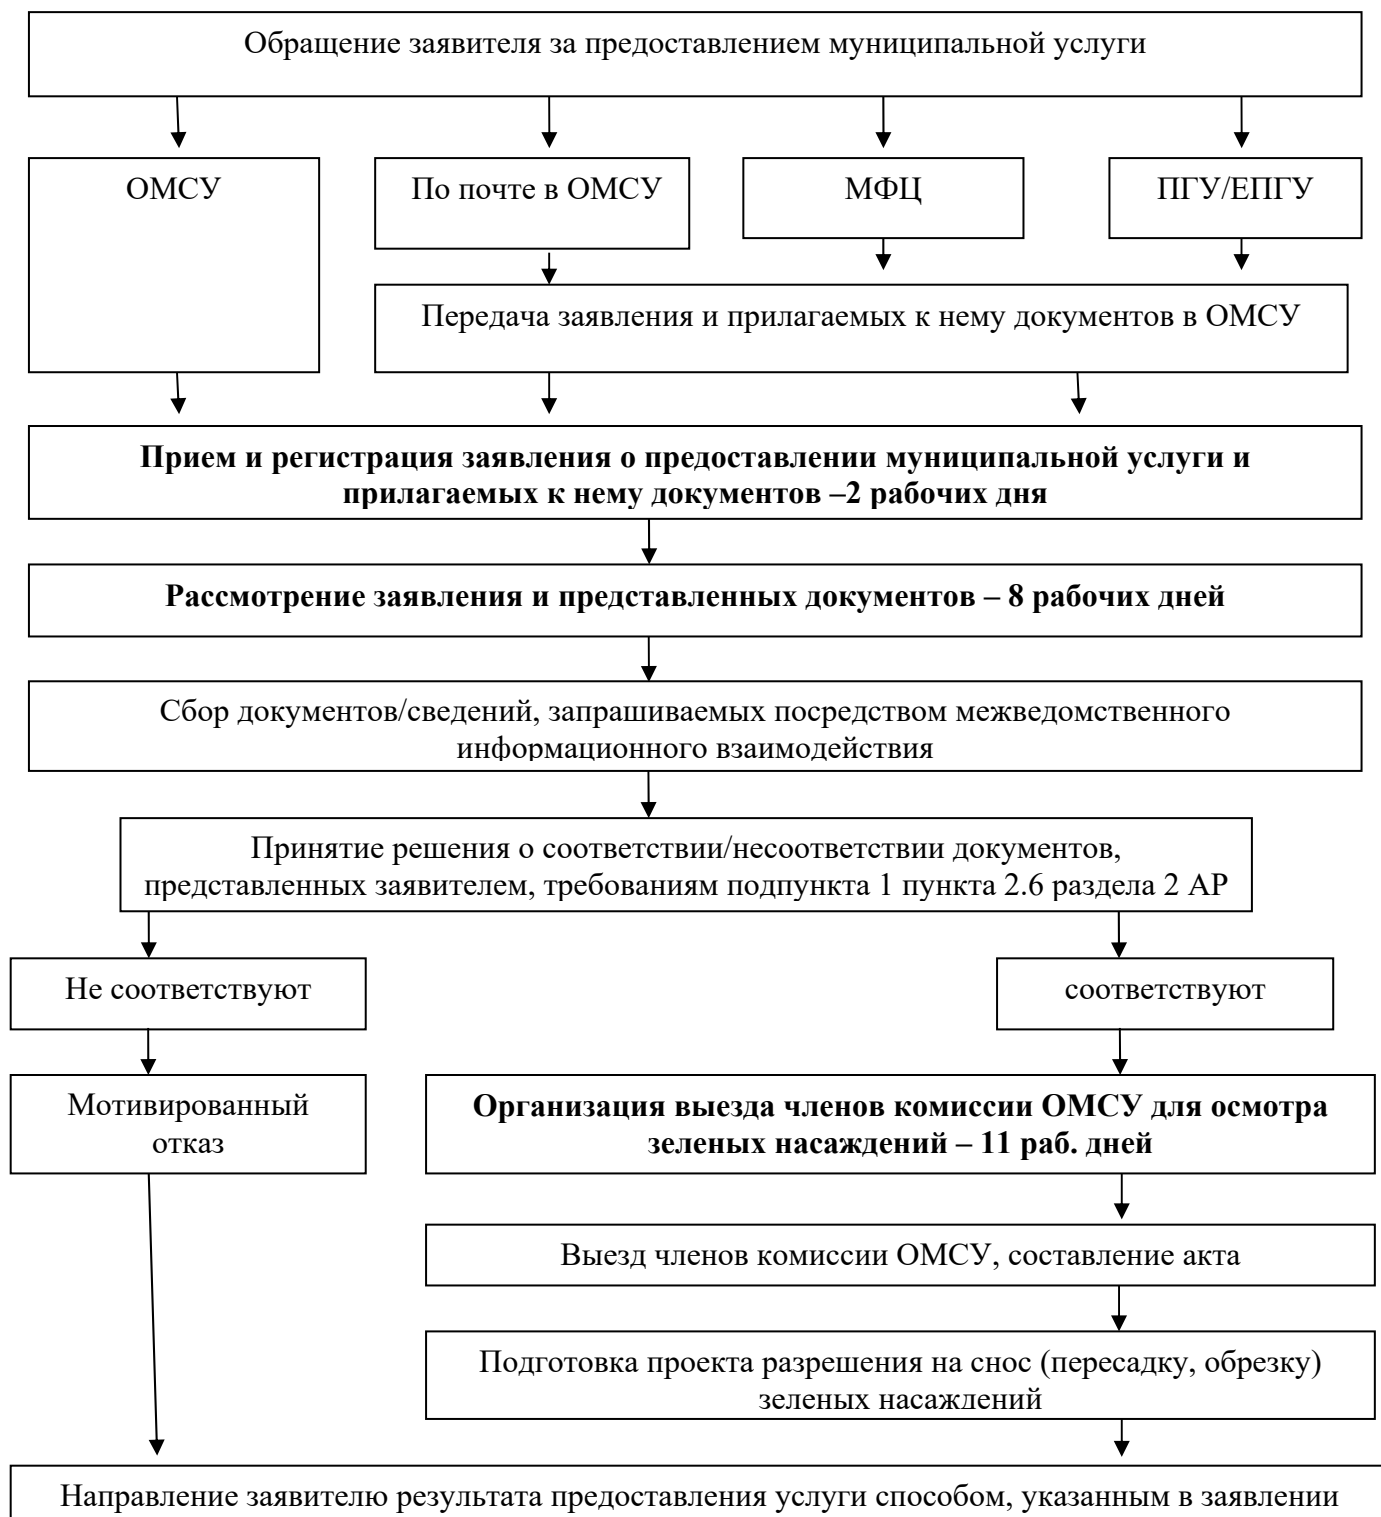 Обращение заявителя за предоставлением муниципальной услуги
ОМСУ
По почте в ОМСУ
МФЦ
ПГУ/ЕПГУ
Передача заявления и прилагаемых к нему документов в ОМСУ
Прием и регистрация заявления о предоставлении муниципальной услуги и
прилагаемых к нему документов –2 рабочих дня
Рассмотрение заявления и представленных документов – 8 рабочих дней
Сбор документов/сведений, запрашиваемых посредством межведомственного
информационного взаимодействия
Принятие решения о соответствии/несоответствии документов,
представленных заявителем, требованиям подпункта 1 пункта 2.6 раздела 2 АР
Не соответствуют
соответствуют
Мотивированный
отказ
Организация выезда членов комиссии ОМСУ для осмотра
зеленых насаждений – 11 раб. дней
Выезд членов комиссии ОМСУ, составление акта
Подготовка проекта разрешения на снос (пересадку, обрезку)
зеленых насаждений
Направление заявителю результата предоставления услуги способом, указанным в заявлении